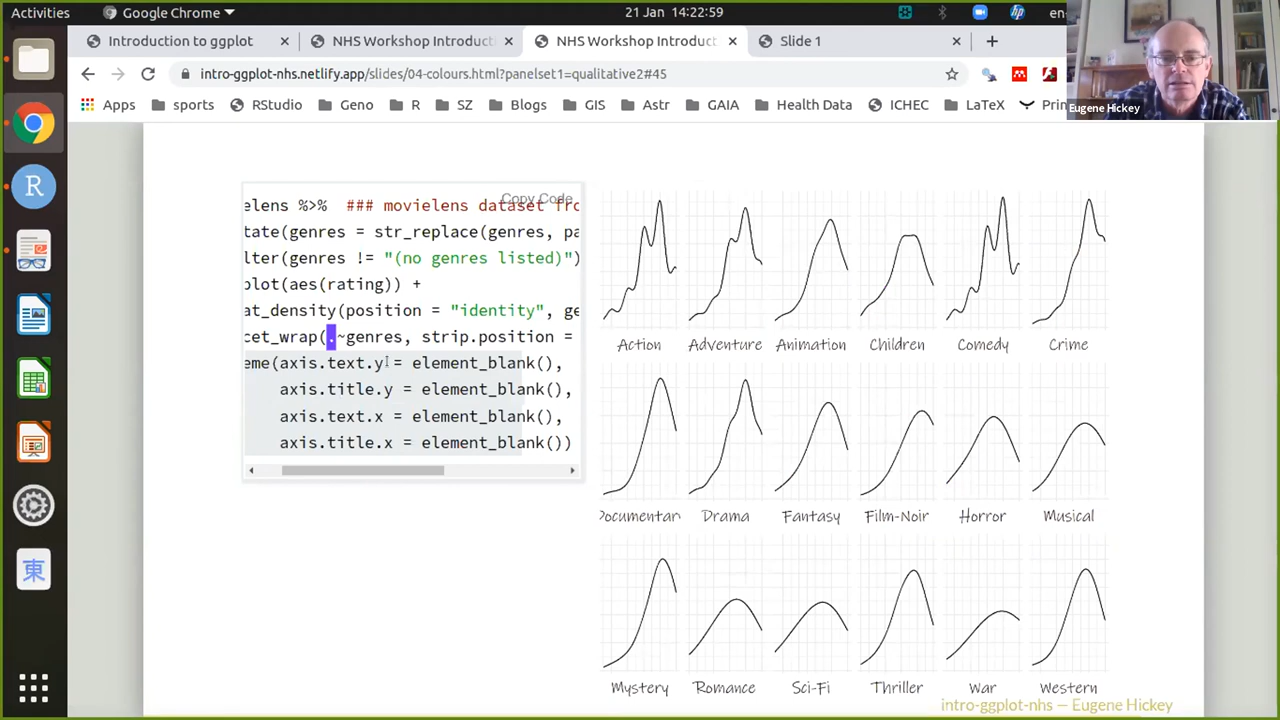 Activities
Google Chrome
21 Jan 14:22:59
en
Introduction to ggplot
NHS Workshop Introducti
NHS Workshop Introduct
Slide 1
intro-ggplot-nhs.netlify.app/slides/04-colours.html?panelset1=qualitative2#45
Apps
sports
RStudio
Geno
R
SZ
Blogs
GIS
Astr
GAIA
Health Data
ICHEC
LaTeX
Prin
Eugene Hickey
Copy Code
elens %>% ### movielens dataset fro
tate(genres = str_replace(genres, pa
lter(genres != "(no genres listed)")
plot(aes(rating)) +
at_density(position = "identity", ge
cet_wrap(.~genres, strip.position =
eme(axis.text.y = element_blank(),
axis.title.y = element_blank(),
axis.text.x = element_blank(),
axis.title.x = element_blank())
Action Adventure Animation Children Comedy Crime
Documentary Drama Fantasy Film-Noir Horror Musical
Mystery Romance Sci-Fi Thriller War Western
intro-ggplot-nhs — Eugene Hickey